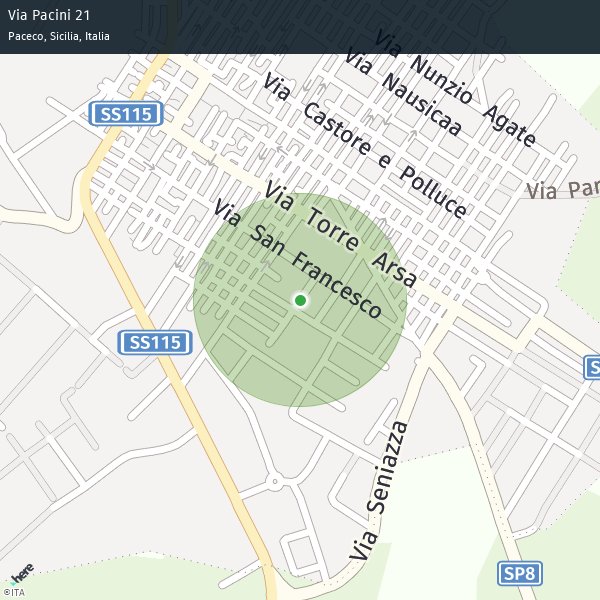 Via Pacini 21
Paceco, Sicilia, Italia
Via Nunzio Agate
Via Nausicaa
Via Castore e Polluce
SS115
Via Par
Via Torre Arsa
Via San Francesco
SS115
S
Via Seniazza
SP8
here
©ITA